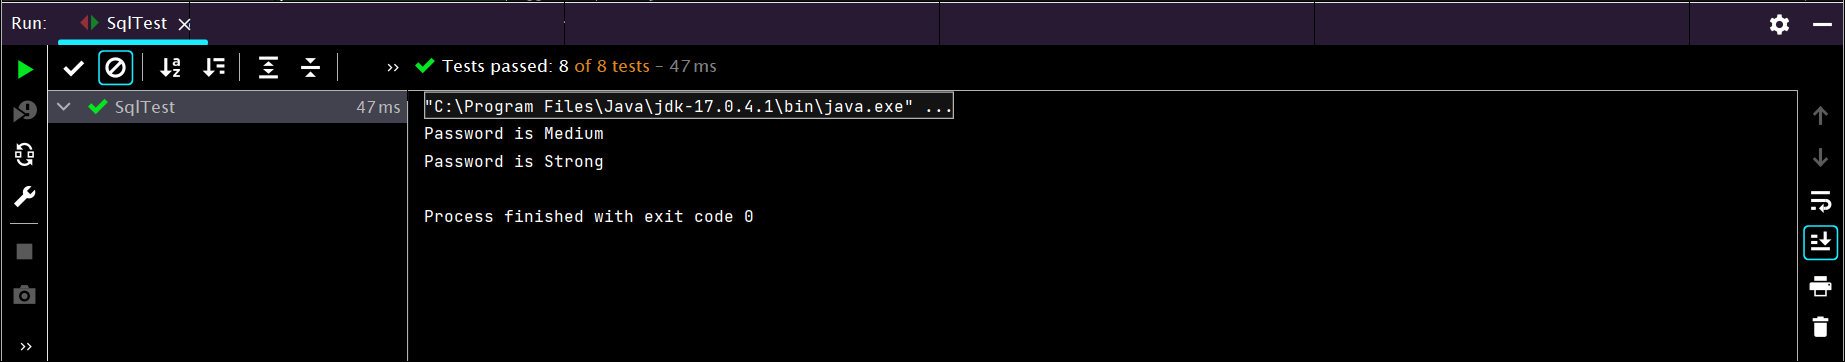 Run: SqlTest
Tests passed: 8 of 8 tests – 47 ms
SqlTest 47 ms
"C:\Program Files\Java\jdk-17.0.4.1\bin\java.exe" ...
Password is Medium
Password is Strong
Process finished with exit code 0